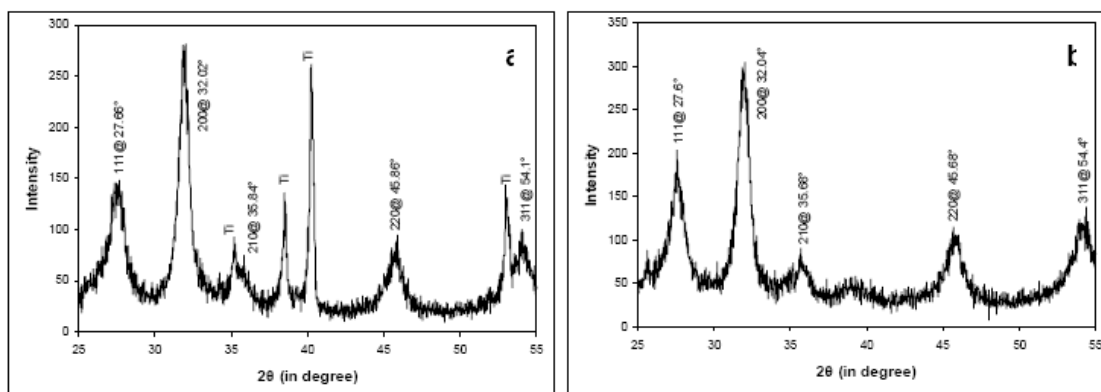 a
Intensity
300
250
200
150
100
50
0
111@ 27.66°
200@ 32.02°
Ti
210@ 35.84°
Ti
Ti
220@ 45.86°
Ti
311@ 54.1°
25 30 35 40 45 50 55
2θ (in degree)
b
Intensity
350
300
250
200
150
100
50
0
111@ 27.6°
200@ 32.04°
210@ 35.66°
220@ 45.68°
311@ 54.4°
25 30 35 40 45 50 55
2θ (in degree)